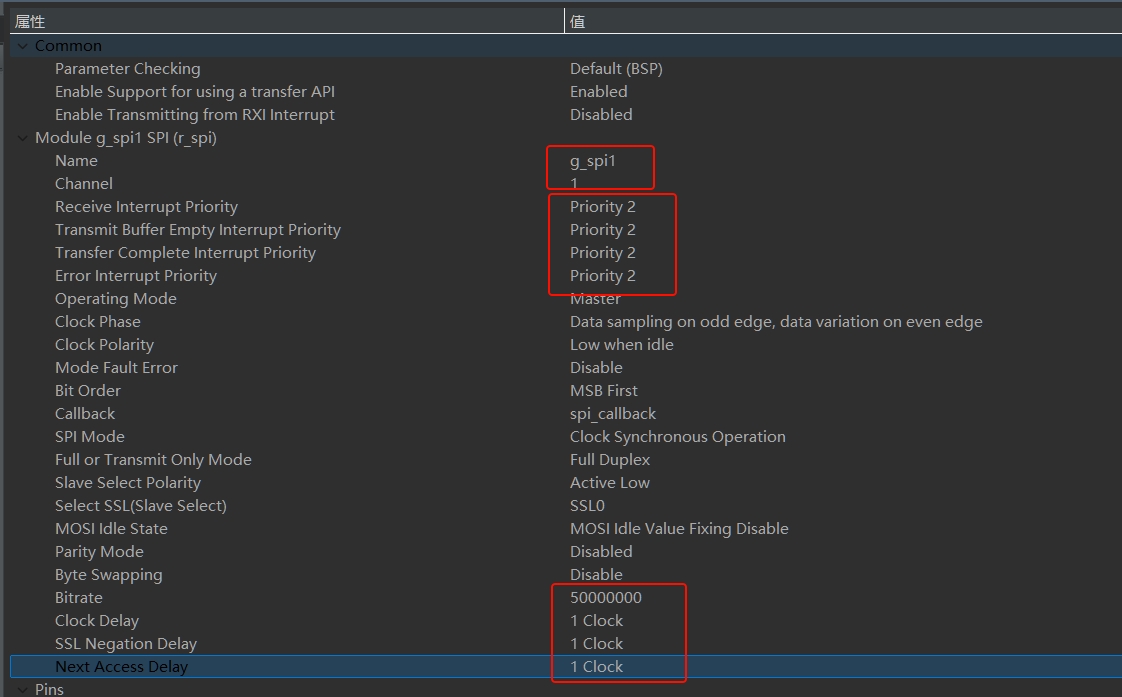 属性 值
Common
Parameter Checking Default (BSP)
Enable Support for using a transfer API Enabled
Enable Transmitting from RXI Interrupt Disabled
Module g_spi1 SPI (r_spi)
Name g_spi1
Channel 1
Receive Interrupt Priority Priority 2
Transmit Buffer Empty Interrupt Priority Priority 2
Transfer Complete Interrupt Priority Priority 2
Error Interrupt Priority Priority 2
Operating Mode Master
Clock Phase Data sampling on odd edge, data variation on even edge
Clock Polarity Low when idle
Mode Fault Error Disable
Bit Order MSB First
Callback spi_callback
SPI Mode Clock Synchronous Operation
Full or Transmit Only Mode Full Duplex
Slave Select Polarity Active Low
Select SSL(Slave Select) SSL0
MOSI Idle State MOSI Idle Value Fixing Disable
Parity Mode Disabled
Byte Swapping Disable
Bitrate 50000000
Clock Delay 1 Clock
SSL Negation Delay 1 Clock
Next Access Delay 1 Clock
Pins